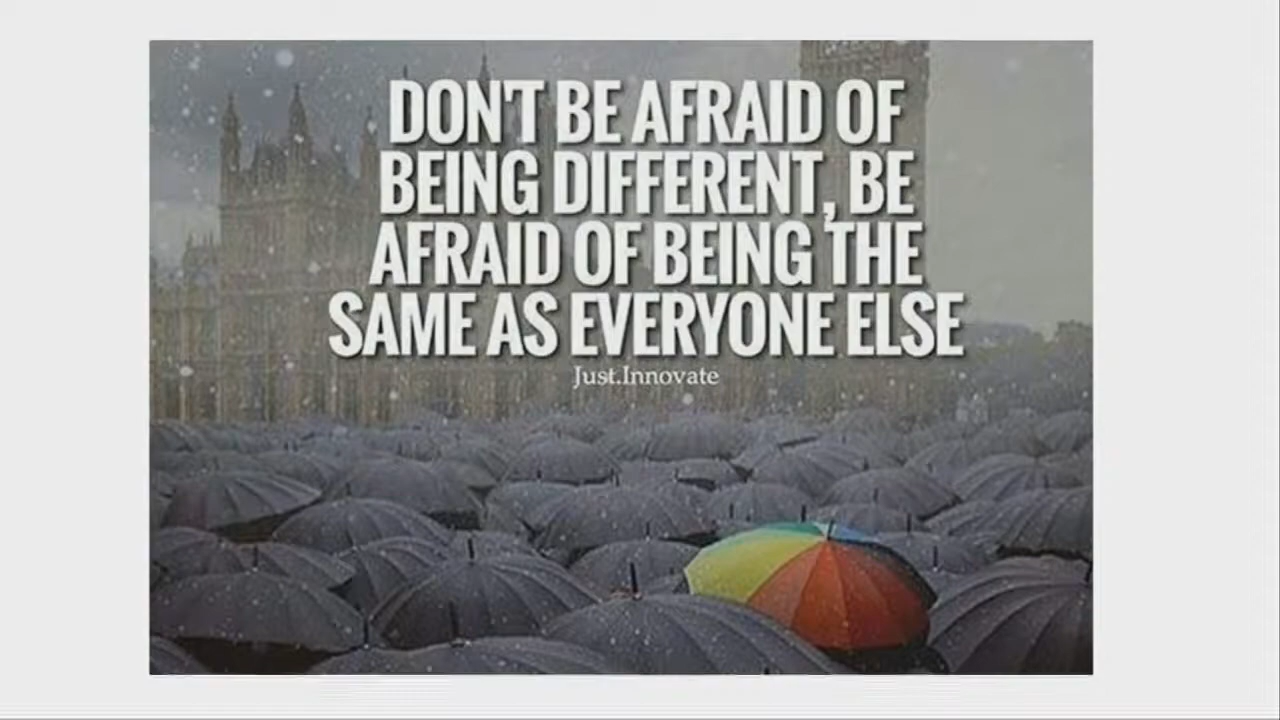 DON'T BE AFRAID OF
BEING DIFFERENT, BE
AFRAID OF BEING THE
SAME AS EVERYONE ELSE
Just.Innovate